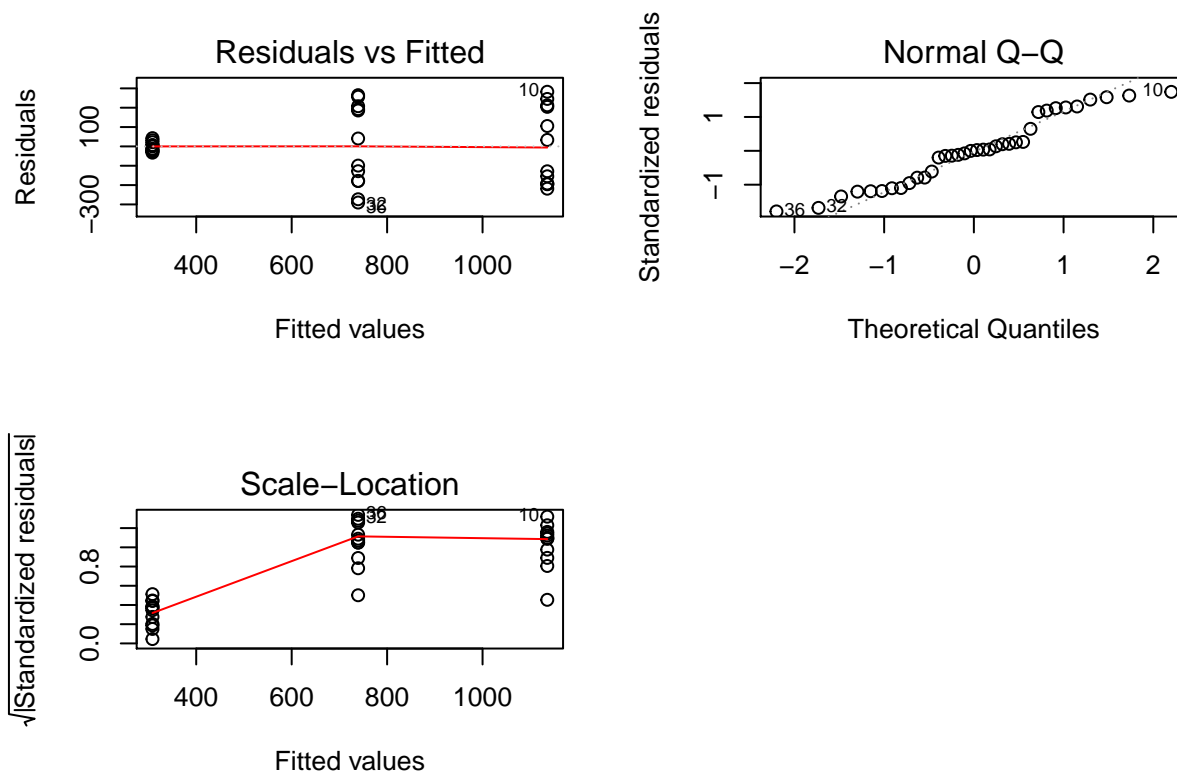 Residuals vs Fitted
Residuals
100
−300
10
32
36
400 600 800 1000
Fitted values
Normal Q−Q
Standardized residuals
1
−1
36
32
10
−2 −1 0 1 2
Theoretical Quantiles
Scale−Location
√|Standardized residuals|
0.8
0.0
36
32
10
400 600 800 1000
Fitted values